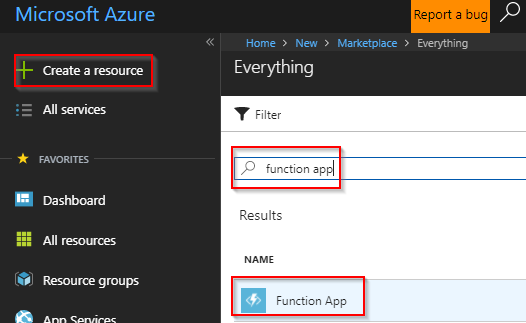 Microsoft Azure
Report a bug
Home > New > Marketplace > Everything
Everything
Create a resource
All services
FAVORITES
Dashboard
All resources
Resource groups
App Services
Filter
function app
Results
NAME
Function App